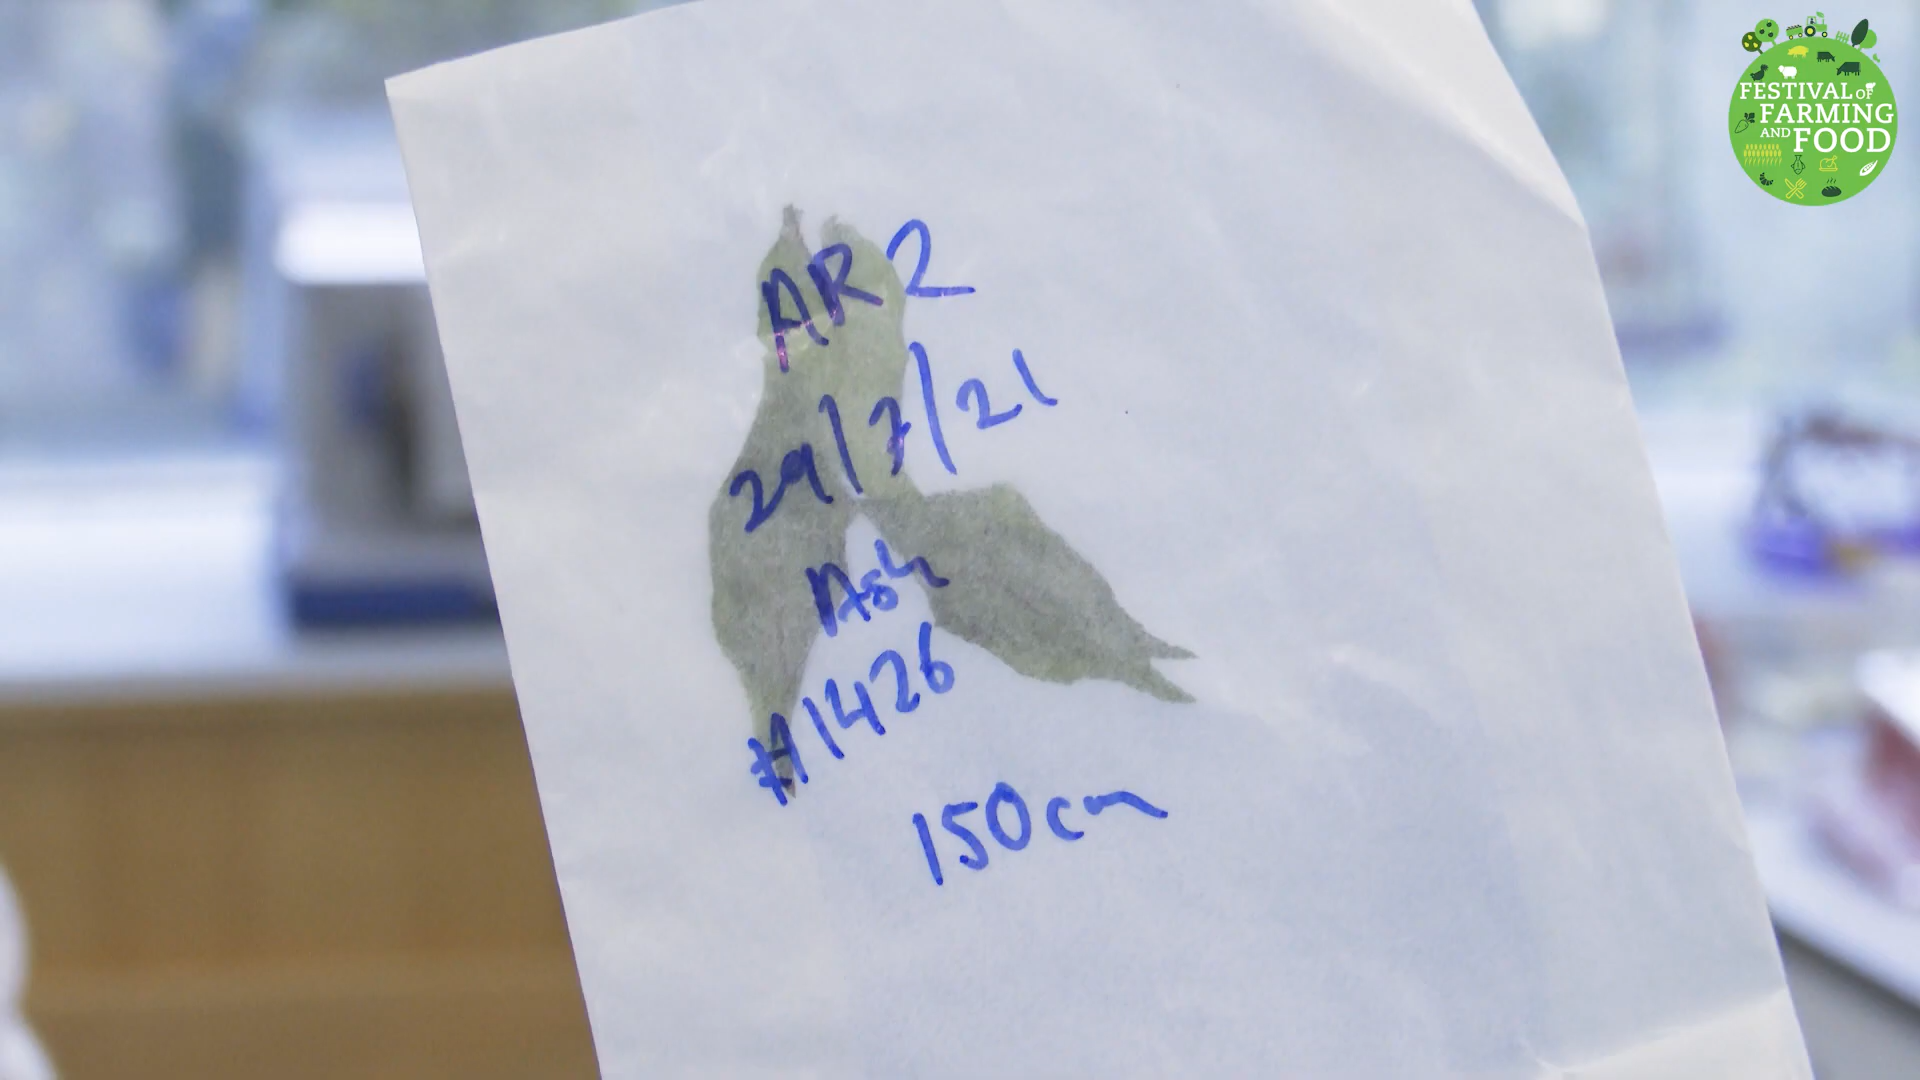 AR2
29/7/21
Ash
#1426
150cm
FESTIVAL OF
FARMING
AND FOOD